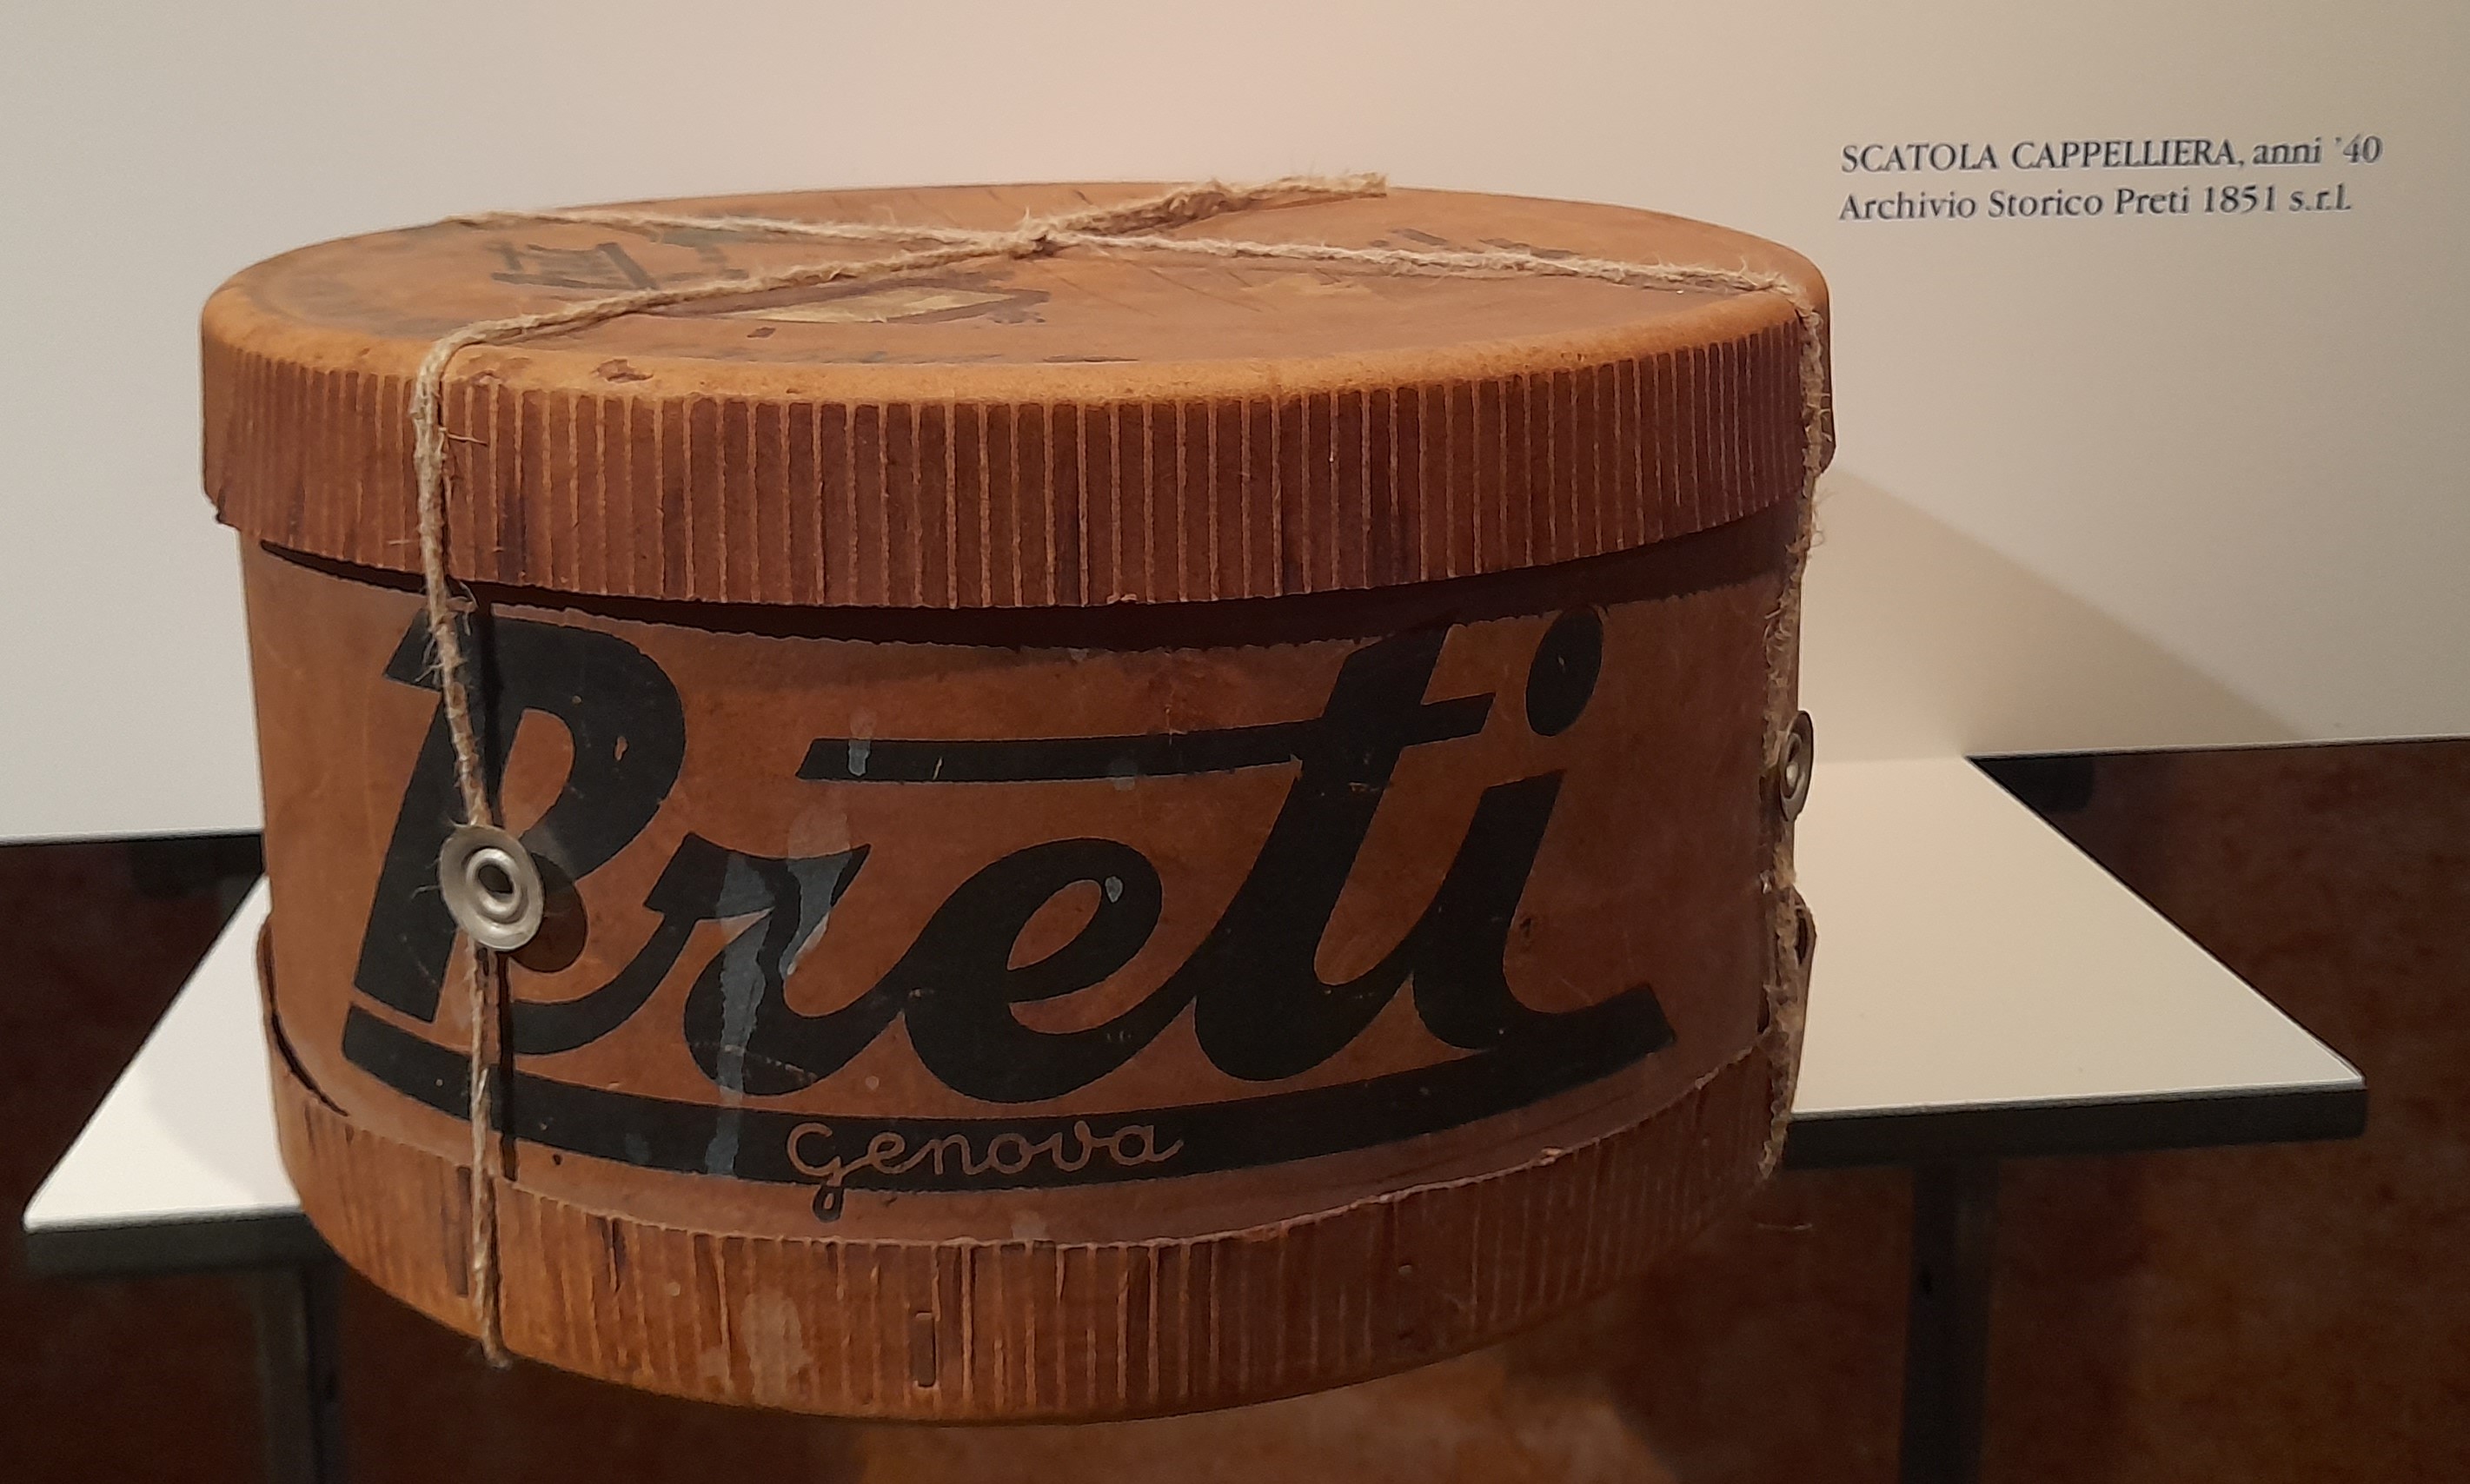 SCATOLA CAPPELLIERA, anni '40
Archivio Storico Preti 1851 s.r.l.
Preti
Genova